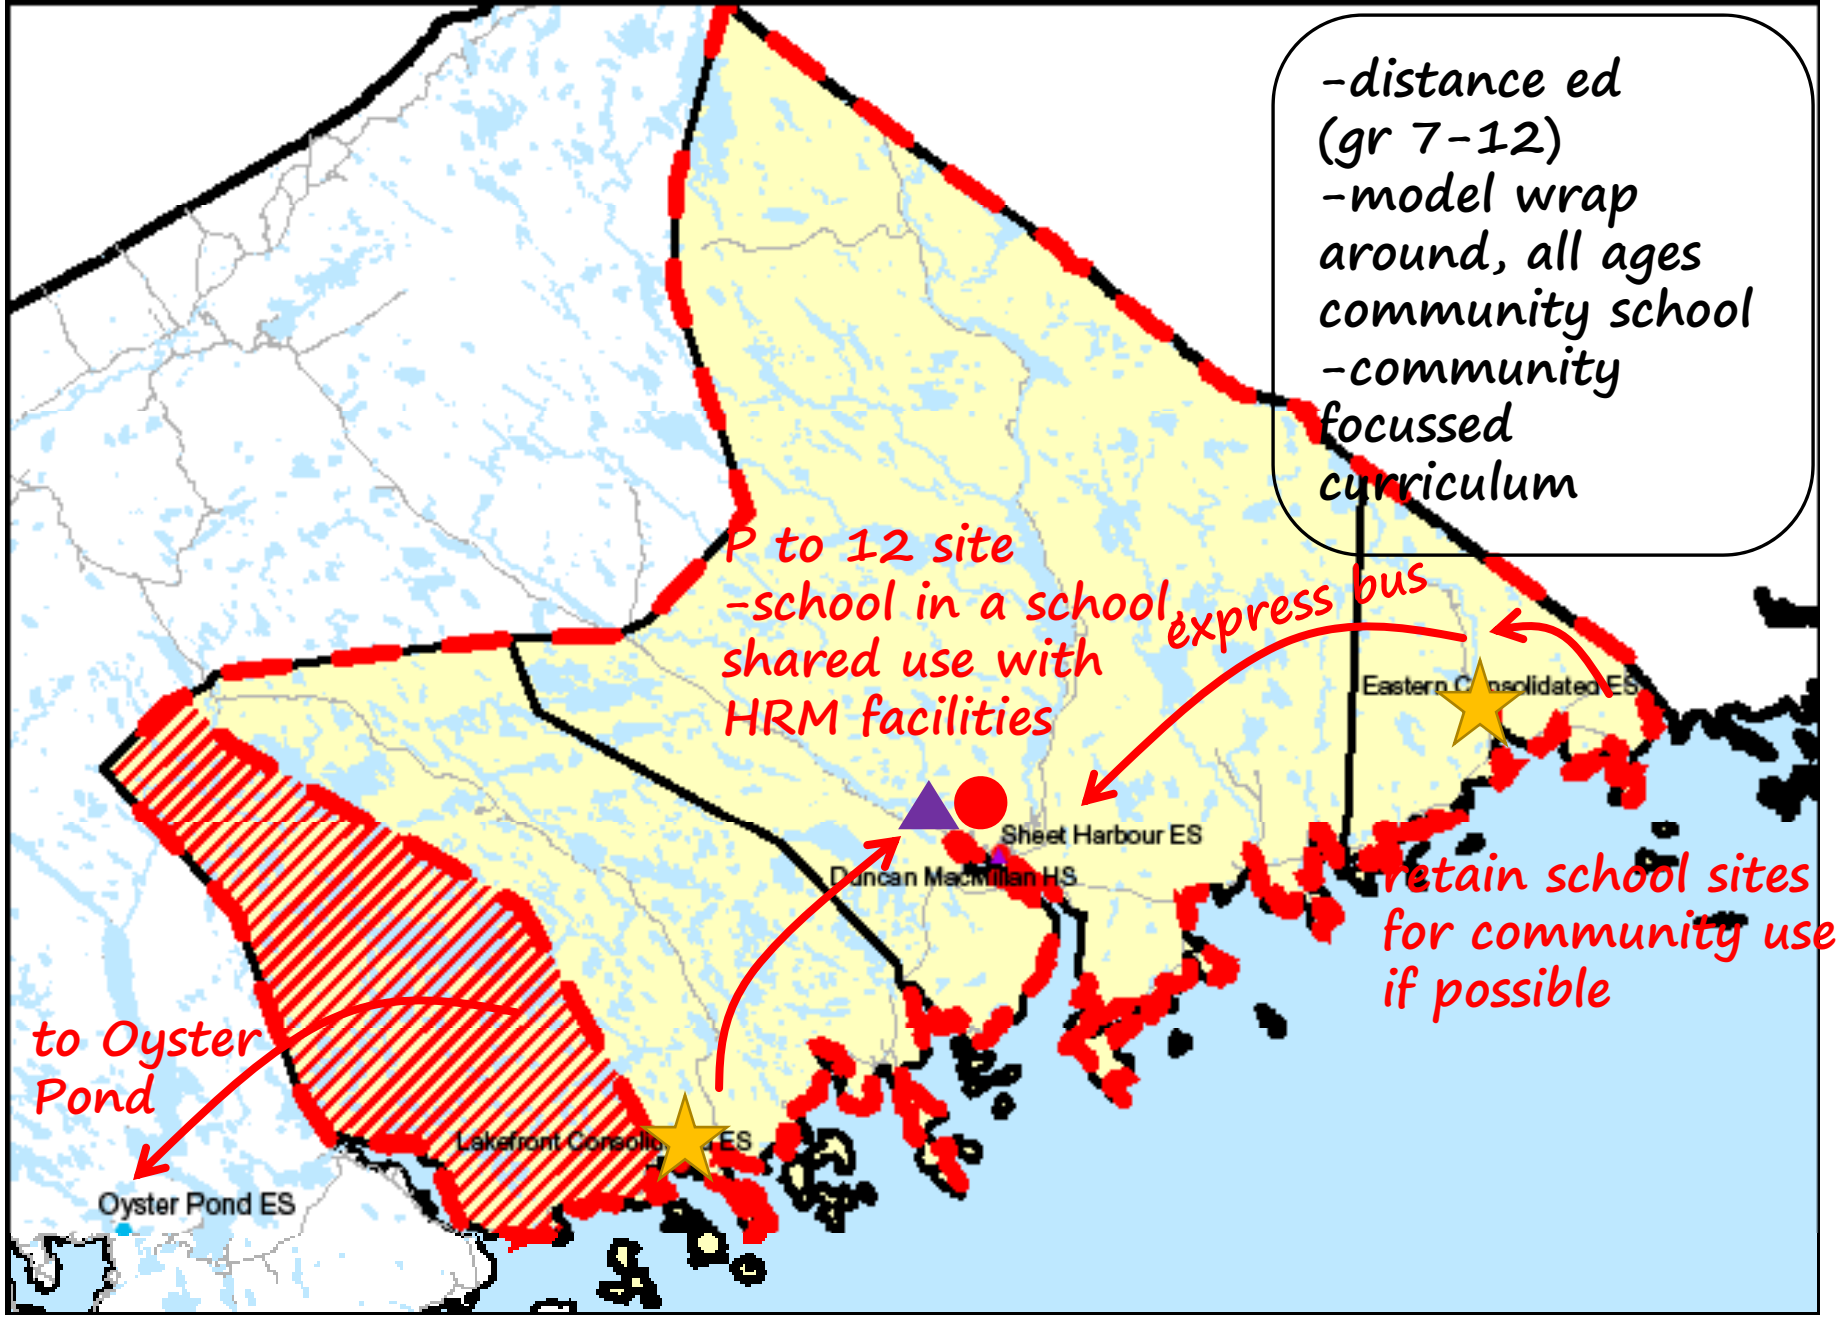 -distance ed
(gr 7-12)
-model wrap
around, all ages
community school
-community
focussed
curriculum
P to 12 site
-school in a school,
shared use with
HRM facilities
express bus
Eastern Consolidated ES
Sheet Harbour ES
Duncan MacMillan HS
retain school sites
for community use
if possible
to Oyster
Pond
Lakefront Consolidated ES
Oyster Pond ES